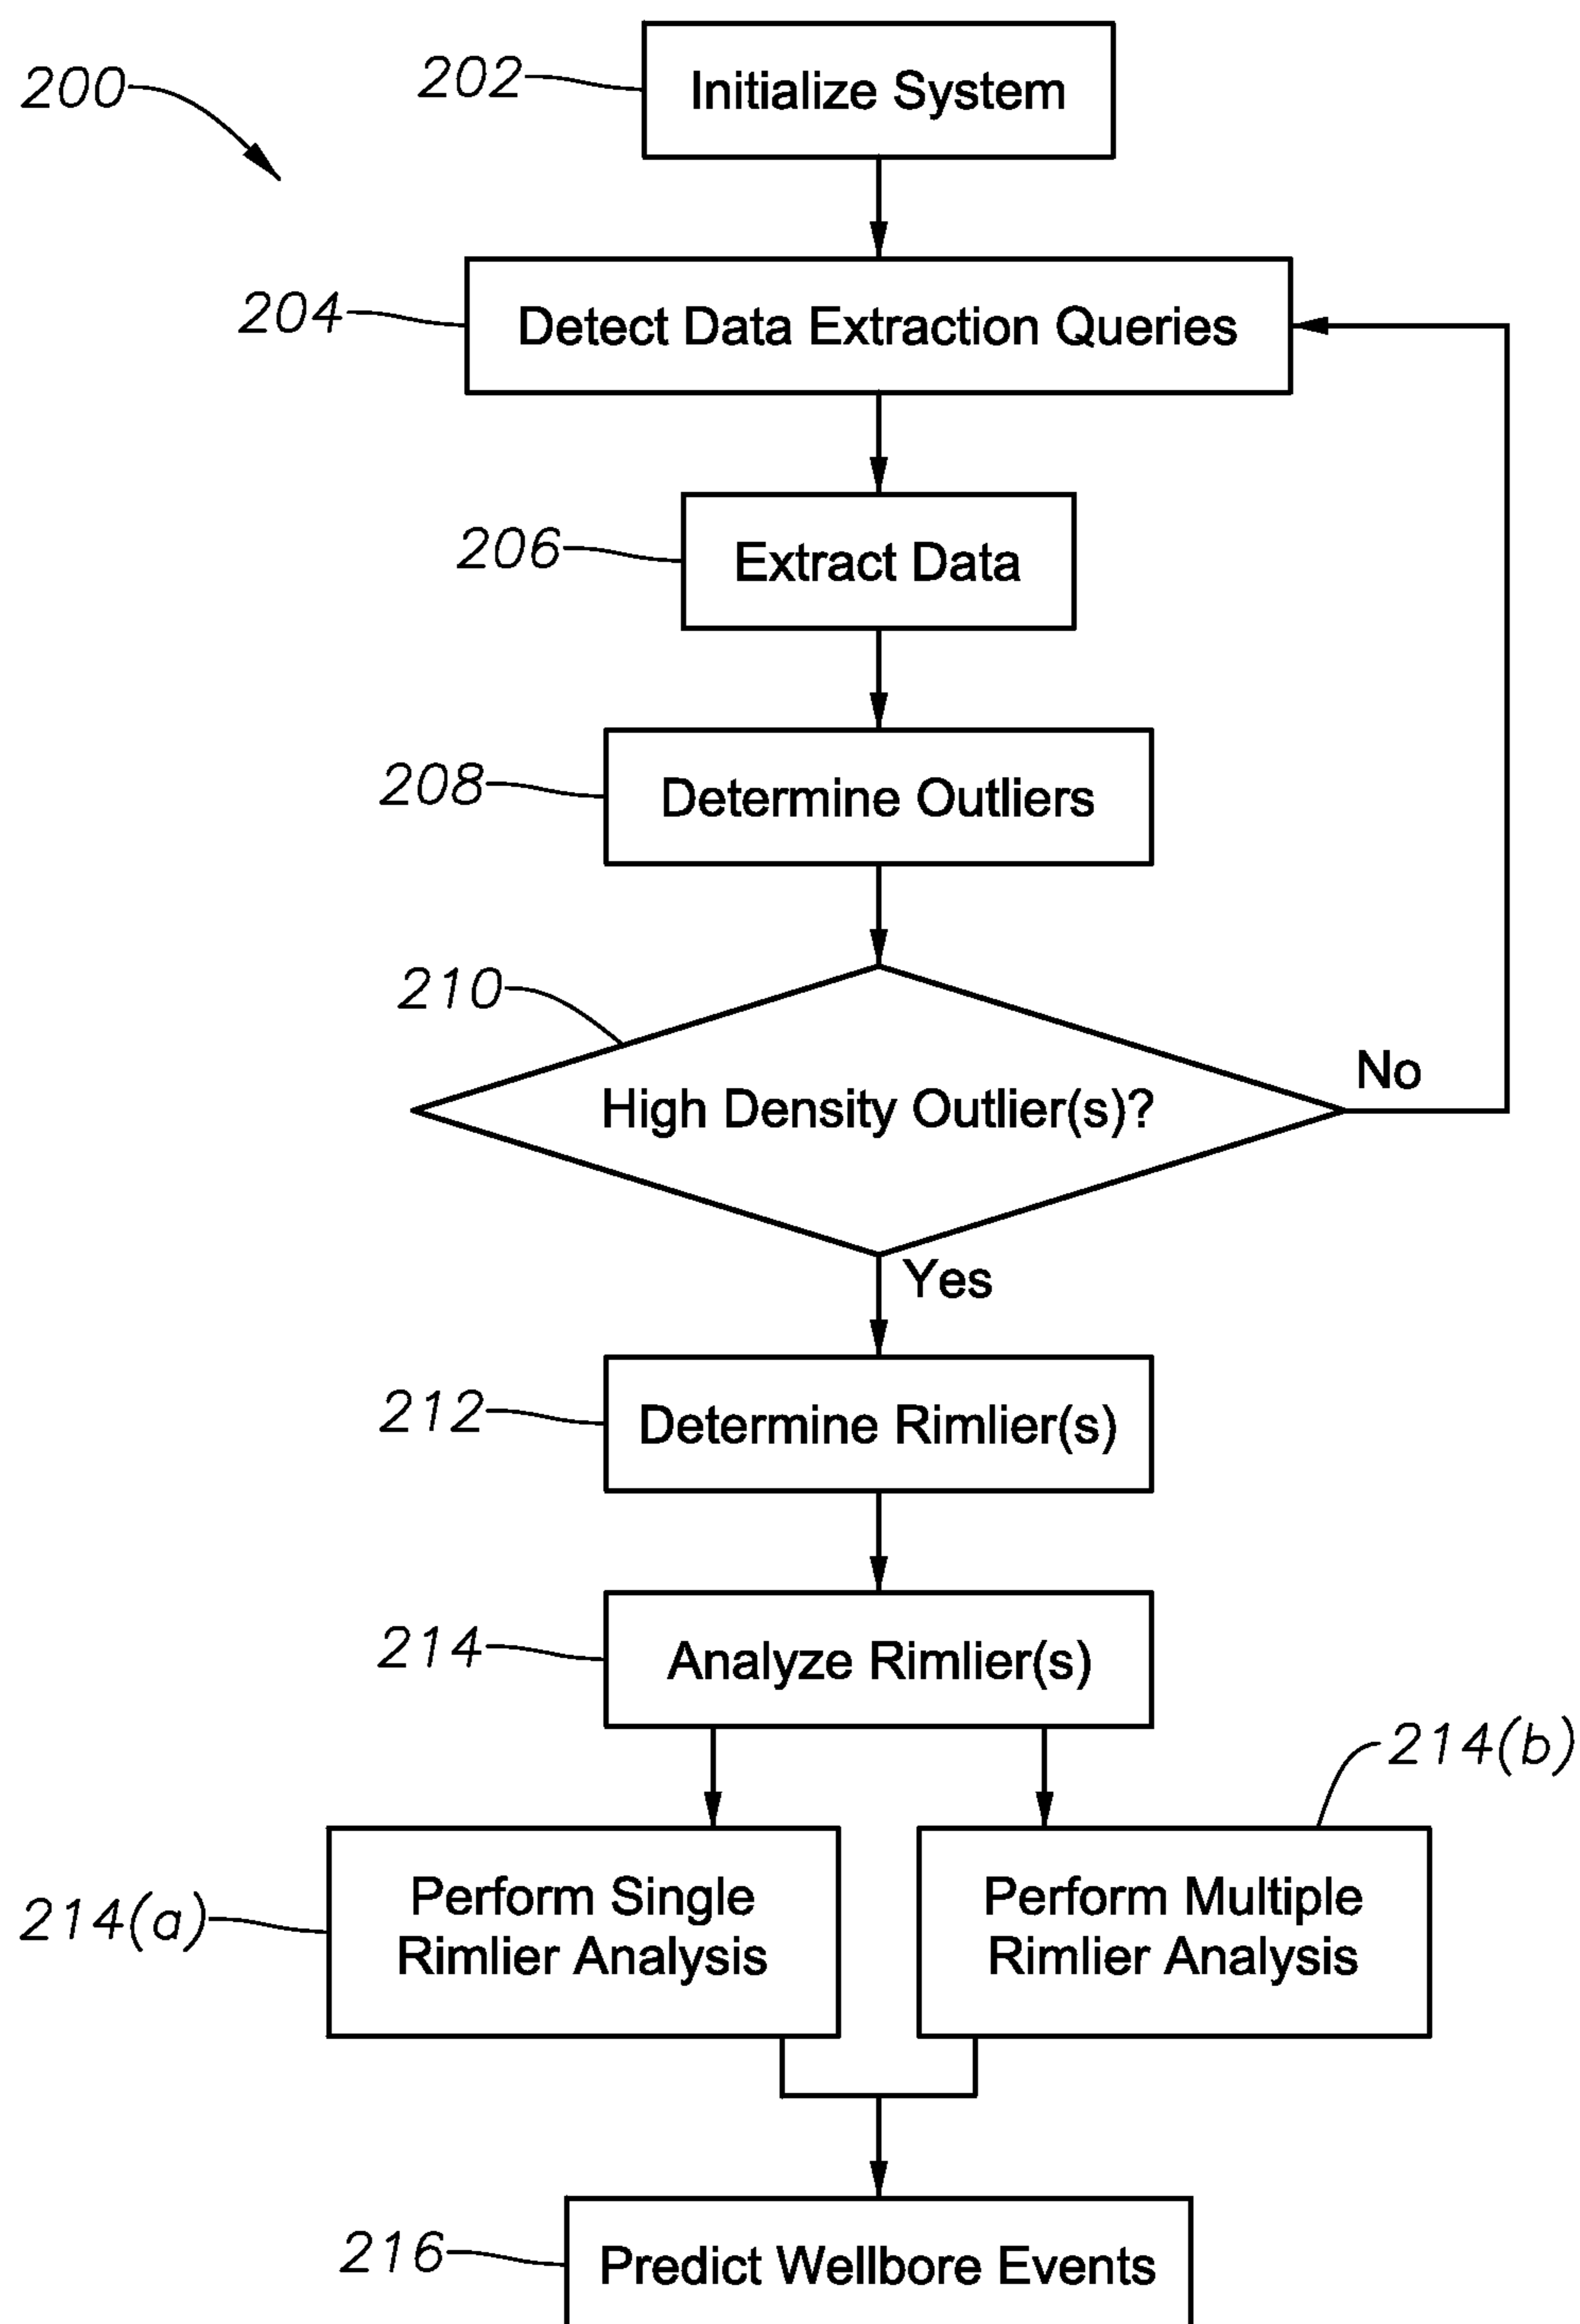 200
202
Initialize System
204
Detect Data Extraction Queries
206
Extract Data
208
Determine Outliers
210
High Density Outlier(s)?
No
Yes
212
Determine Rimlier(s)
214
Analyze Rimlier(s)
214(b)
214(a)
Perform Single
Rimlier Analysis
Perform Multiple
Rimlier Analysis
216
Predict Wellbore Events